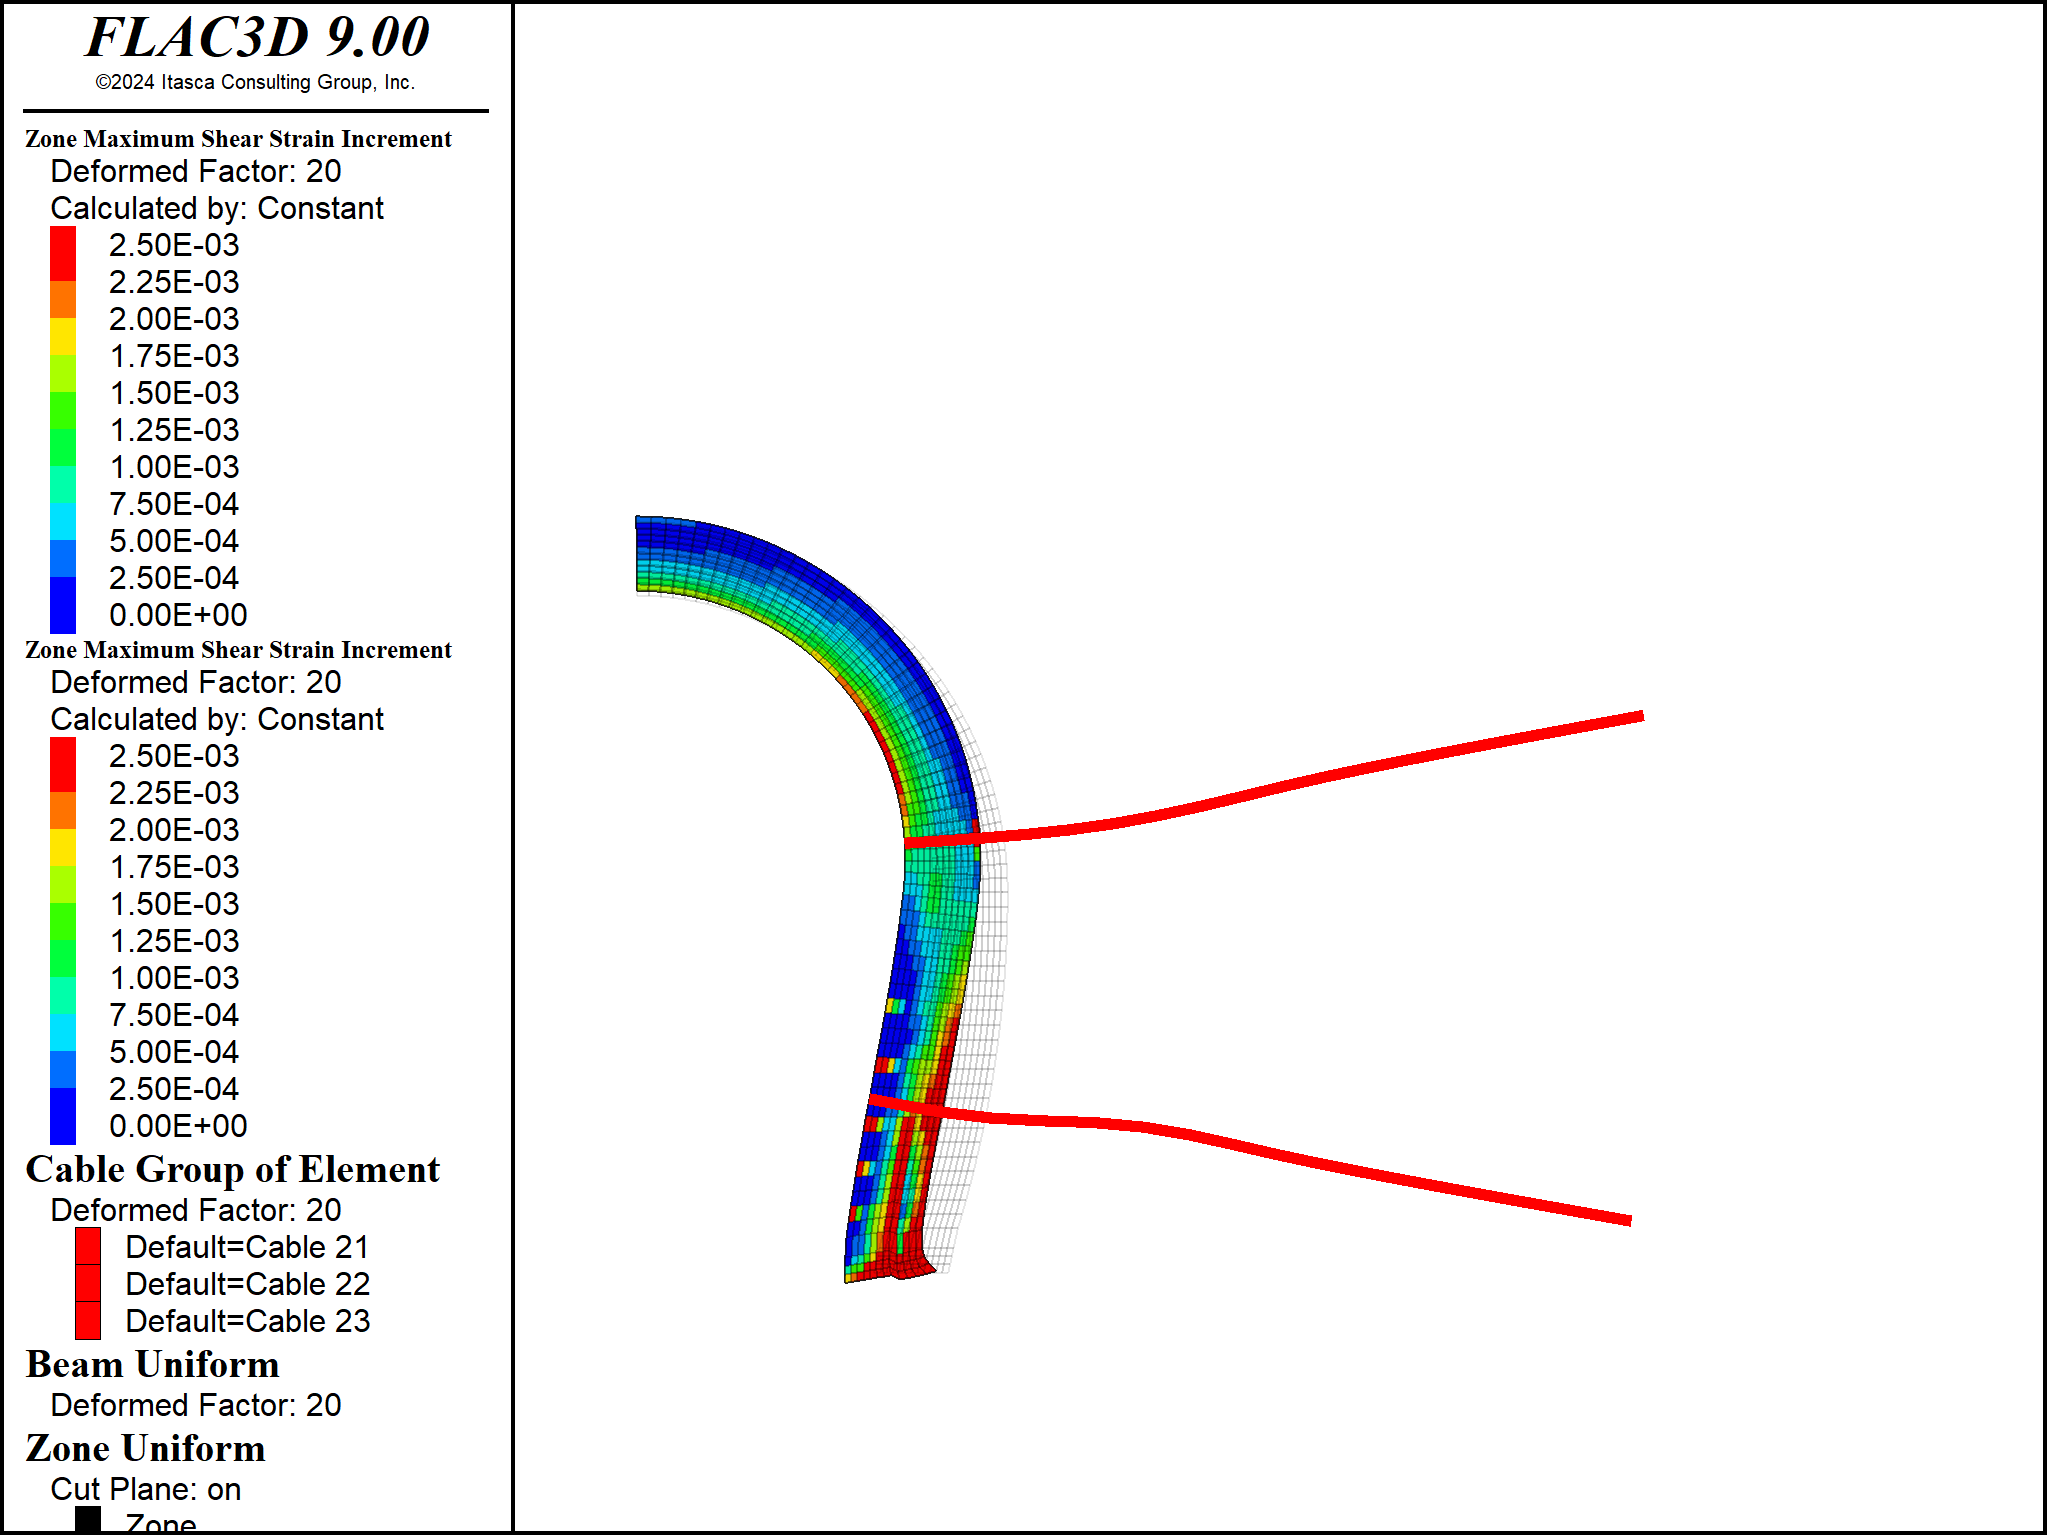 FLAC3D 9.00
©2024 Itasca Consulting Group, Inc.
Zone Maximum Shear Strain Increment
Deformed Factor: 20
Calculated by: Constant
2.50E-03
2.25E-03
2.00E-03
1.75E-03
1.50E-03
1.25E-03
1.00E-03
7.50E-04
5.00E-04
2.50E-04
0.00E+00
Zone Maximum Shear Strain Increment
Deformed Factor: 20
Calculated by: Constant
2.50E-03
2.25E-03
2.00E-03
1.75E-03
1.50E-03
1.25E-03
1.00E-03
7.50E-04
5.00E-04
2.50E-04
0.00E+00
Cable Group of Element
Deformed Factor: 20
Default=Cable 21
Default=Cable 22
Default=Cable 23
Beam Uniform
Deformed Factor: 20
Zone Uniform
Cut Plane: on
Zone